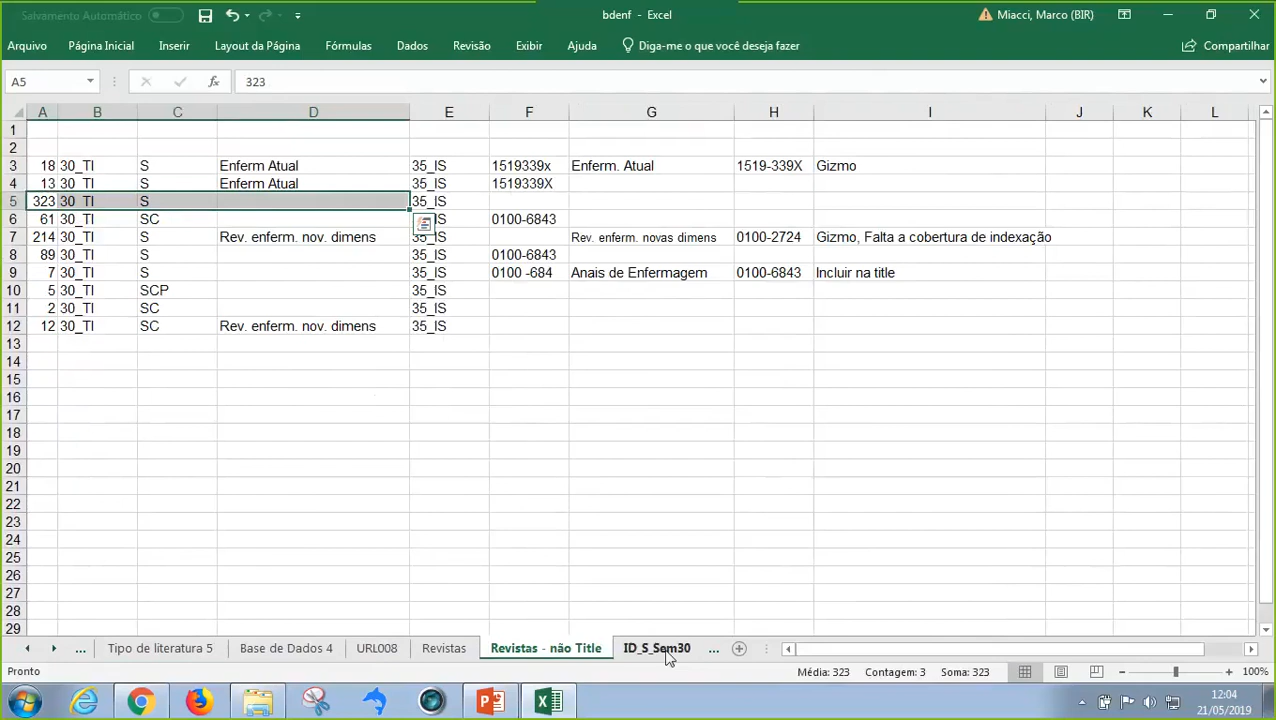 Salvamento Automático
bdenf – Excel
Miacci, Marco (BIR)
Arquivo Página Inicial Inserir Layout da Página Fórmulas Dados Revisão Exibir Ajuda Diga-me o que você deseja fazer Compartilhar
A5 fx 323
A B C D E F G H I J K L
1
2
3 18 30_TI S Enferm Atual 35_IS 1519339x Enferm. Atual 1519-339X Gizmo
4 13 30_TI S Enferm Atual 35_IS 1519339X
5 323 30_TI S 35_IS
6 61 30_TI SC _IS 0100-6843
7 214 30_TI S Rev. enferm. nov. dimens 35_IS Rev. enferm. novas dimens 0100-2724 Gizmo, Falta a cobertura de indexação
8 89 30_TI S 35_IS 0100-6843
9 7 30_TI S 35_IS 0100 -684 Anais de Enfermagem 0100-6843 Incluir na title
10 5 30_TI SCP 35_IS
11 2 30_TI SC 35_IS
12 12 30_TI SC Rev. enferm. nov. dimens 35_IS
13
14
15
16
17
18
19
20
21
22
23
24
25
26
27
28
29
... Tipo de literatura 5 Base de Dados 4 URL008 Revistas Revistas - não Title ID_S_Sem30 ...
Pronto Média: 323 Contagem: 3 Soma: 323 100%
12:04
21/05/2019